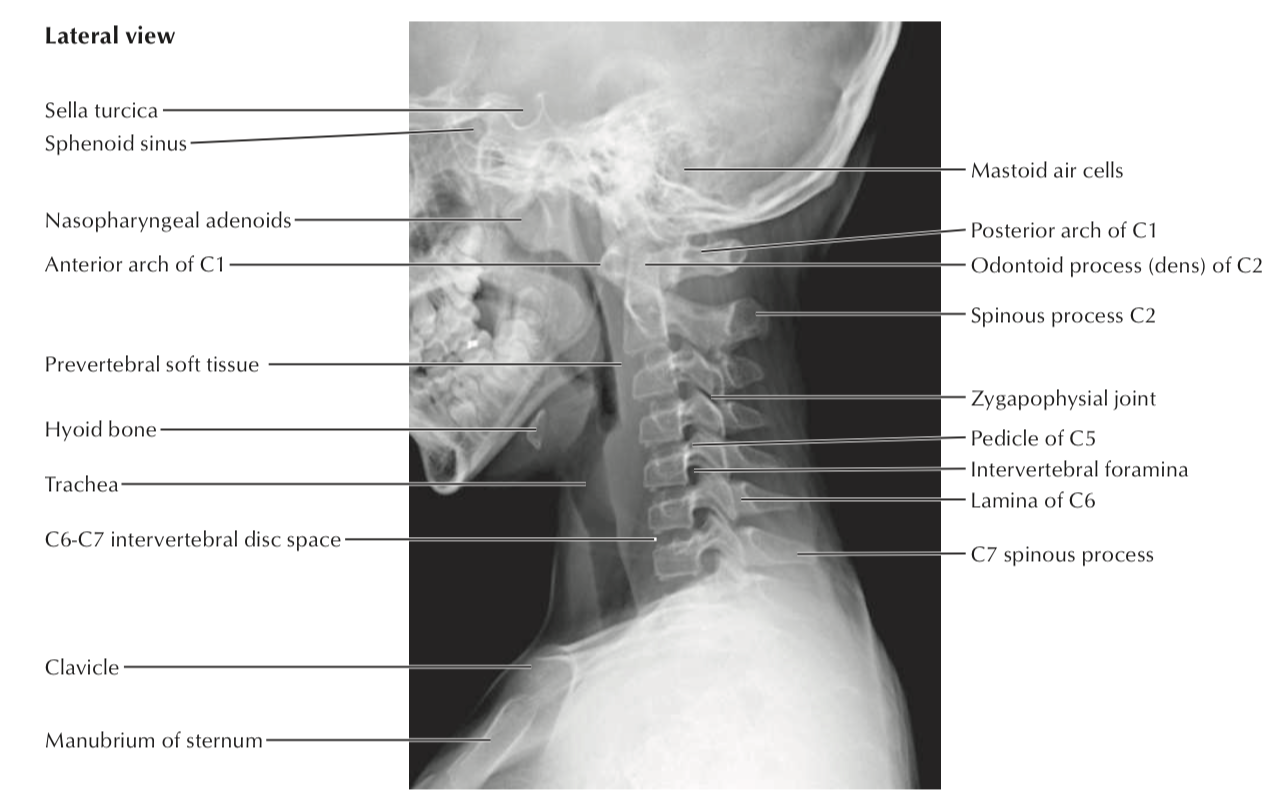 Lateral view
Sella turcica
Sphenoid sinus
Nasopharyngeal adenoids
Anterior arch of C1
Prevertebral soft tissue
Hyoid bone
Trachea
C6-C7 intervertebral disc space
Clavicle
Manubrium of sternum
Mastoid air cells
Posterior arch of C1
Odontoid process (dens) of C2
Spinous process C2
Zygapophysial joint
Pedicle of C5
Intervertebral foramina
Lamina of C6
C7 spinous process